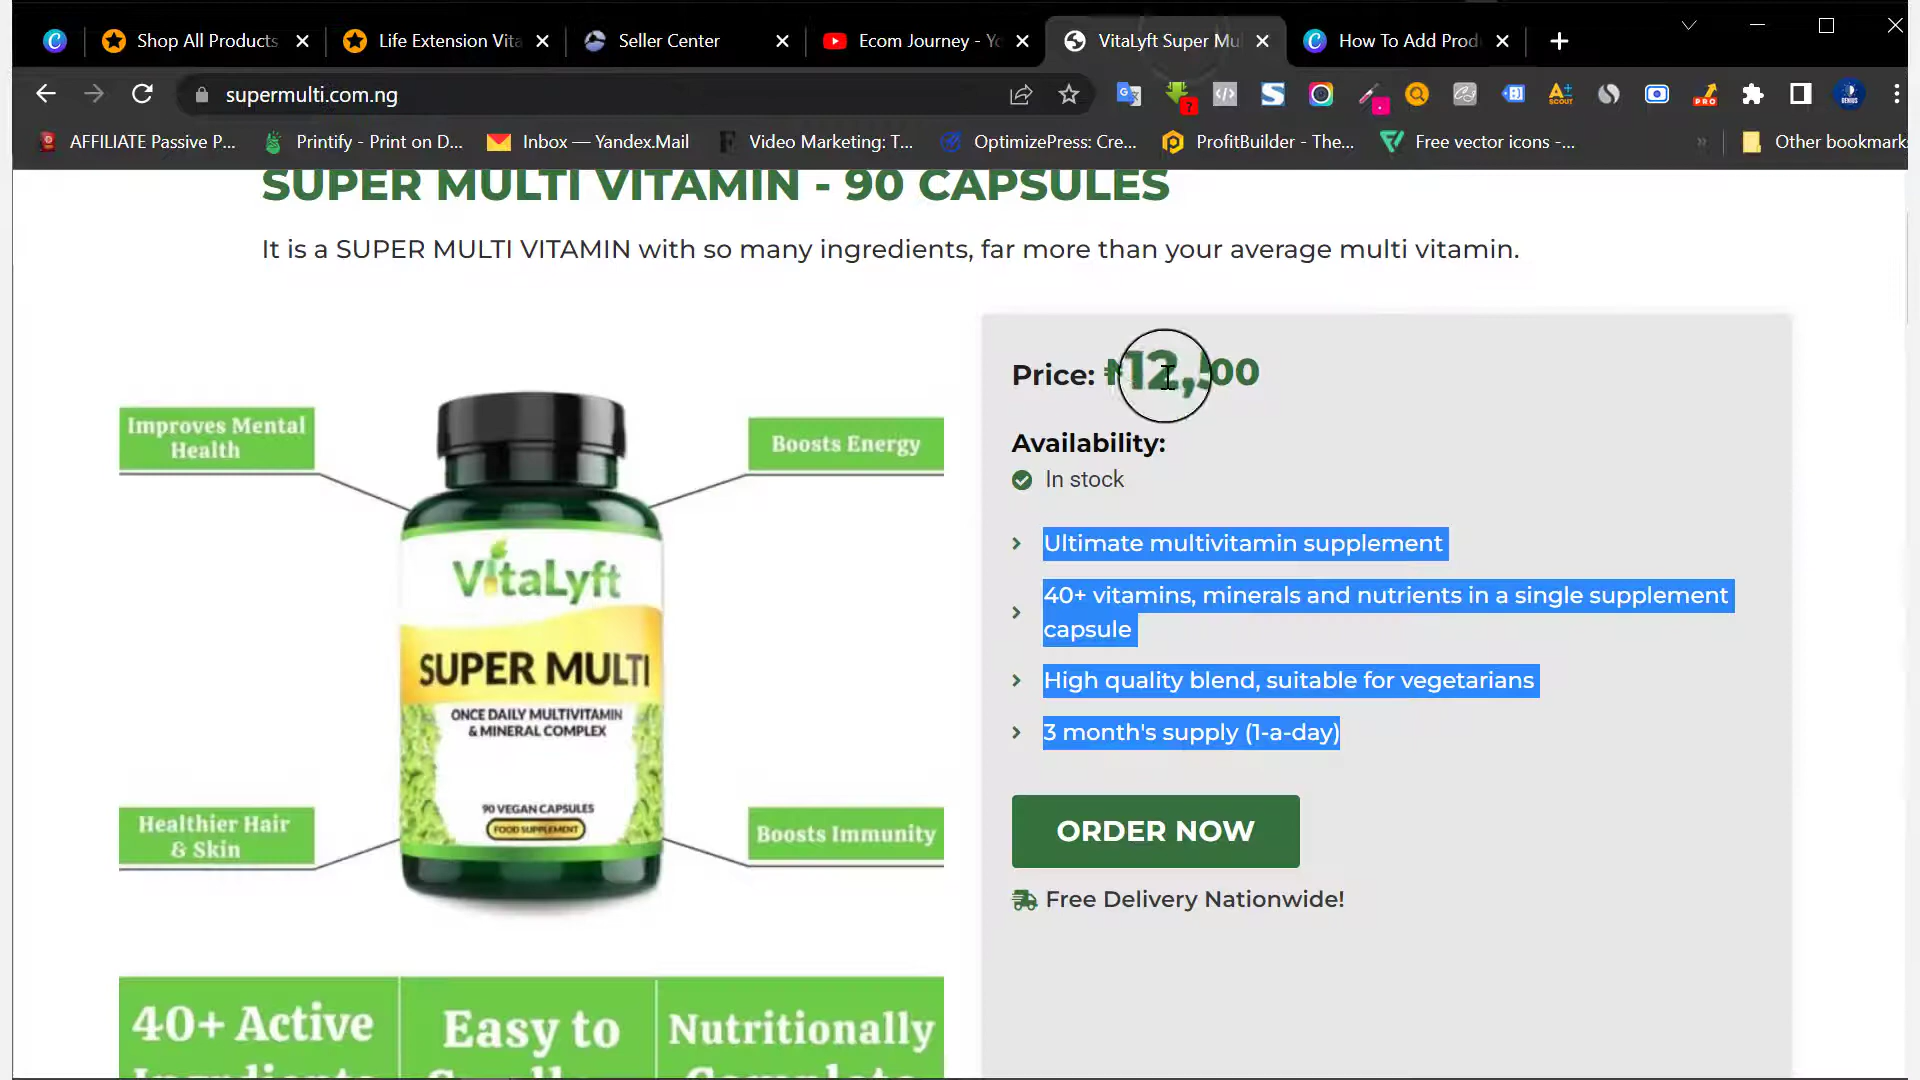 Shop All Products
Life Extension Vita
Seller Center
Ecom Journey - Yo
VitaLyft Super Mu
How To Add Prod
supermulti.com.ng
AFFILIATE Passive P...
Printify - Print on D...
Inbox — Yandex.Mail
Video Marketing: T...
OptimizePress: Cre...
ProfitBuilder - The...
Free vector icons -...
Other bookmark
SUPER MULTI VITAMIN - 90 CAPSULES
It is a SUPER MULTI VITAMIN with so many ingredients, far more than your average multi vitamin.
Improves Mental
Health
Boosts Energy
VitaLyft
SUPER MULTI
ONCE DAILY MULTIVITAMIN
& MINERAL COMPLEX
90 VEGAN CAPSULES
FOOD SUPPLEMENT
Healthier Hair
& Skin
Boosts Immunity
40+ Active
Easy to
Nutritionally
Price: ₦12,500
Availability:
In stock
Ultimate multivitamin supplement
40+ vitamins, minerals and nutrients in a single supplement
capsule
High quality blend, suitable for vegetarians
3 month's supply (1-a-day)
ORDER NOW
Free Delivery Nationwide!